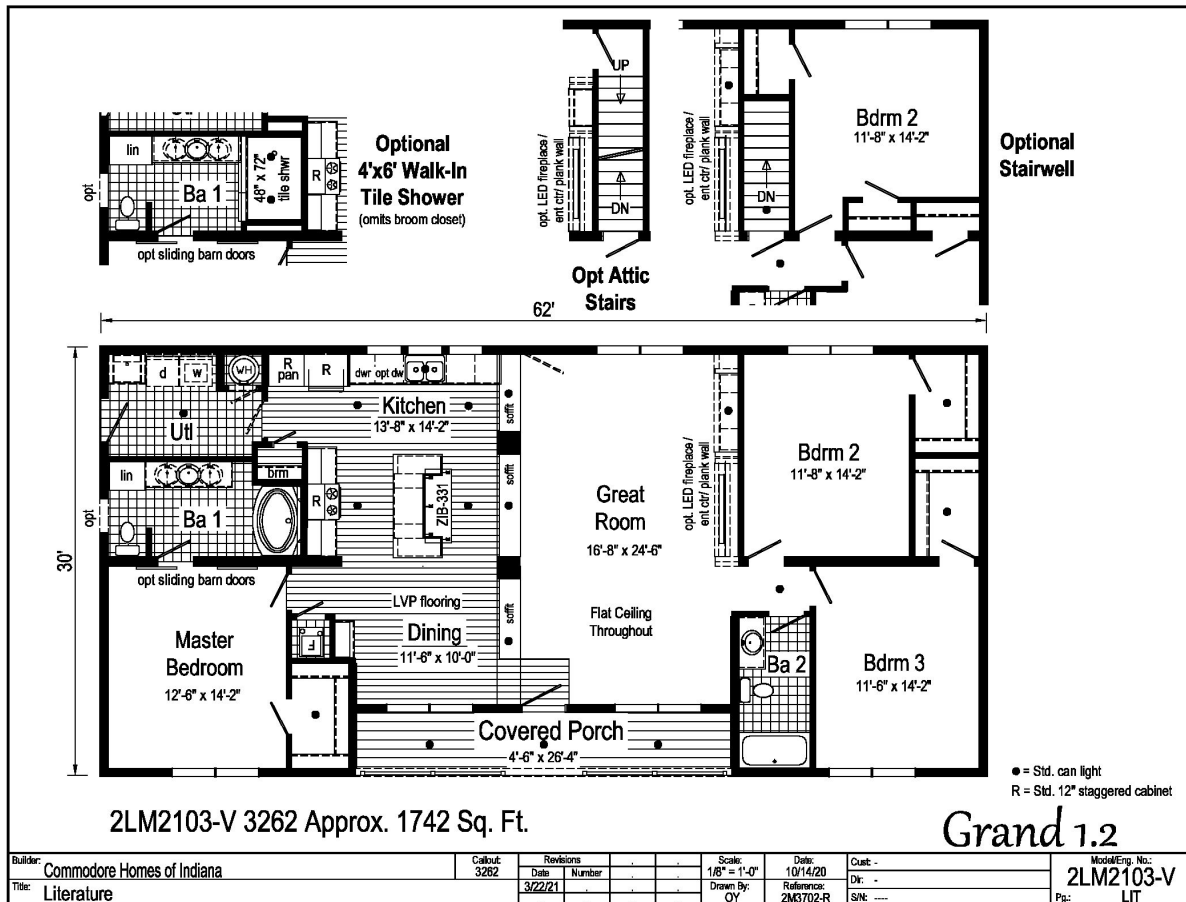 lin
Ba 1
48" x 72"
tile shwr
R
opt
opt sliding barn doors
Optional
4'x6' Walk-In
Tile Shower
(omits broom closet)
opt. LED fireplace /
ent ctr/ plank wall
UP
DN
Opt Attic
Stairs
opt. LED fireplace /
ent ctr/ plank wall
DN
Bdrm 2
11'-8" x 14'-2"
Optional
Stairwell
62'
30'
d
w
WH
R
pan
R
dwr
opt dw
Kitchen
13'-8" x 14'-2"
soffit
Utl
brm
lin
Ba 1
opt
R
ZIB-331
soffit
Great
Room
16'-8" x 24'-6"
Flat Ceiling
Throughout
opt. LED fireplace /
ent ctr/ plank wall
Bdrm 2
11'-8" x 14'-2"
opt sliding barn doors
LVP flooring
soffit
Dining
11'-6" x 10'-0"
F
Master
Bedroom
12'-6" x 14'-2"
Ba 2
Bdrm 3
11'-6" x 14'-2"
Covered Porch
4'-6" x 26'-4"
● = Std. can light
R = Std. 12" staggered cabinet
2LM2103-V 3262 Approx. 1742 Sq. Ft.
Grand 1.2
Builder: Commodore Homes of Indiana
Title: Literature
Callout: 3262
Revisions
Date Number
3/22/21
Scale: 1/8" = 1'-0"
Drawn By: OY
Date: 10/14/20
Reference: 2M3702-R
Cust: -
Dir: -
S/N: ----
Model/Eng. No.: 2LM2103-V
Pg.: LIT